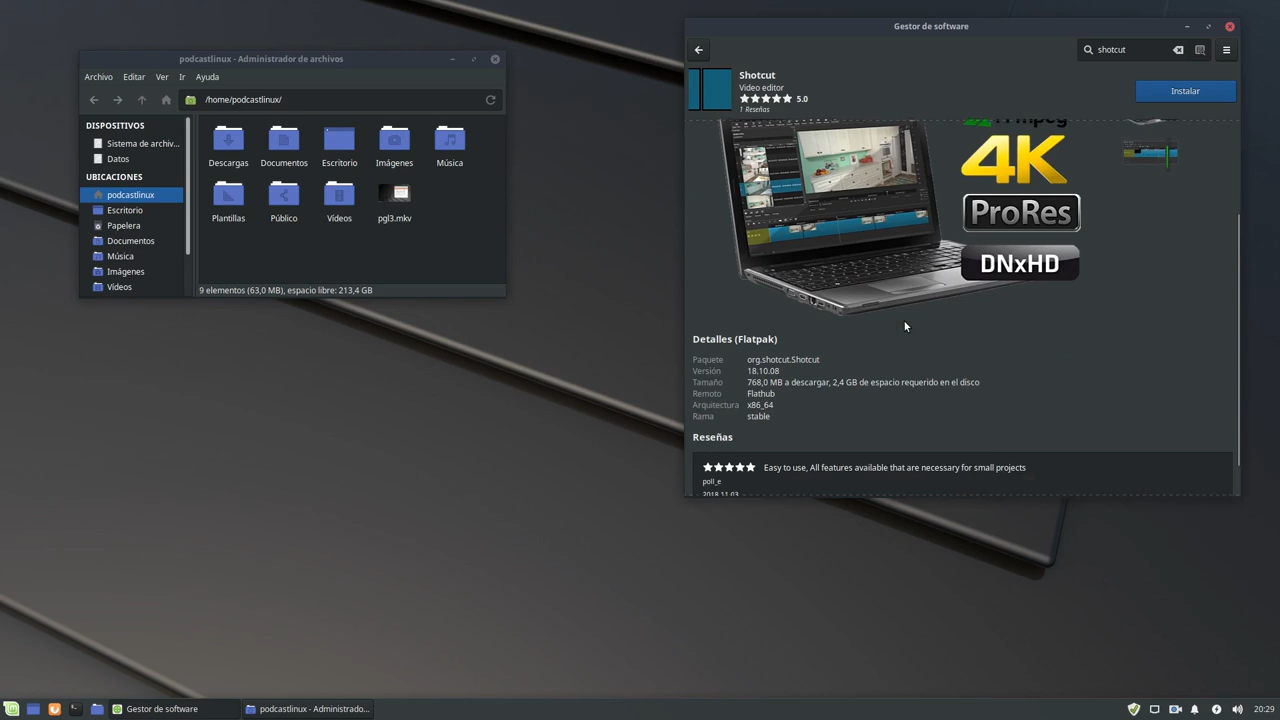 podcastlinux - Administrador de archivos
Archivo Editar Ver Ir Ayuda
/home/podcastlinux/
DISPOSITIVOS
Sistema de archiv...
Datos
UBICACIONES
podcastlinux
Escritorio
Papelera
Documentos
Música
Imágenes
Vídeos
Descargas Documentos Escritorio Imágenes Música
Plantillas Público Vídeos pgl3.mkv
9 elementos (63,0 MB), espacio libre: 213,4 GB
Gestor de software
shotcut
Shotcut
Video editor
5.0
1 Reseñas
Instalar
4K
ProRes
DNxHD
Detalles (Flatpak)
Paquete org.shotcut.Shotcut
Versión 18.10.08
Tamaño 768,0 MB a descargar, 2,4 GB de espacio requerido en el disco
Remoto Flathub
Arquitectura x86_64
Rama stable
Reseñas
Easy to use, All features available that are necessary for small projects
poll_e
2018.11.03
Gestor de software
podcastlinux - Administrado...
20:29